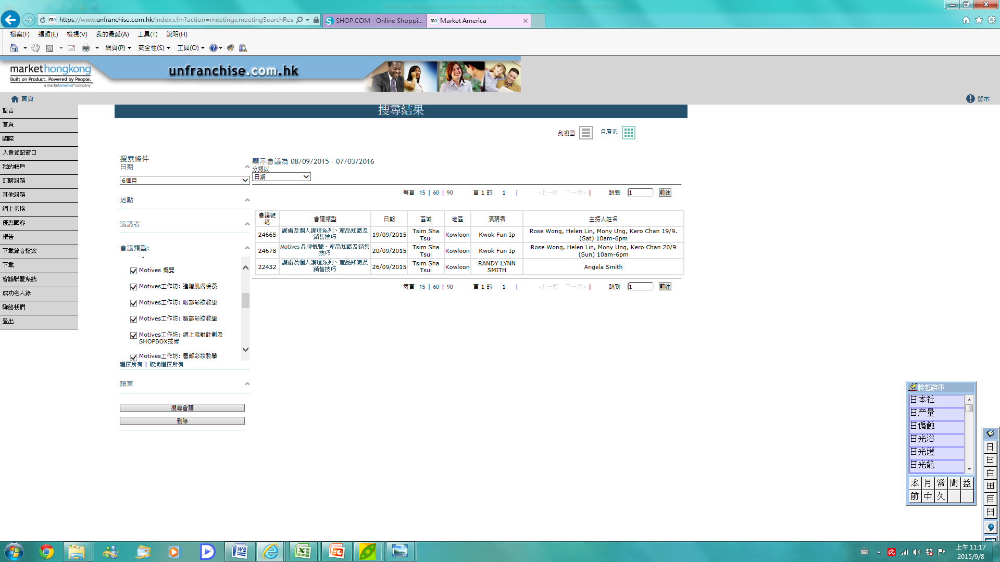 https://www.unfranchise.com.hk/index.cfm?action=meetings.meetingSearchRes
SHOP.COM - Online Shoppi...
ma Market America
檔案(F) 編輯(E) 檢視(V) 我的最愛(A) 工具(T) 說明(H)
網頁(P) 安全性(S) 工具(O)
markethongkong
Built on Product. Powered by People.
a marketamerica company
unfranchise.com.hk
首頁
警示
語言
首頁
國際
入會登記窗口
我的帳戶
訂購服務
其他服務
網上表格
優惠顧客
報告
下載錄音檔案
下載
會議聯盟系統
成功名人錄
聯絡我們
登出
搜尋結果
列視圖 月曆表
搜索條件
日期
6個月
地點
演講者
會議類型:
Motives 概覽
Motives工作坊: 進階肌膚保養
Motives工作坊: 眼部彩妝教學
Motives工作坊: 臉部彩妝教學
Motives工作坊: 網上派對計劃及
SHOPBOX技術
Motives工作坊: 唇部彩妝教學
選擇所有 | 取消選擇所有
語言
搜尋會議
刪除
顯示會議為 08/09/2015 - 07/03/2016
分類以
日期
每頁 15 | 60 | 90 頁 1 的 1 | <上一頁 下一個> | 跳到 1 前往
會議號碼 會議類型 日期 區域 地區 演講者 主持人姓名
24665 護膚及個人護理系列、產品知識及銷售技巧 19/09/2015 Tsim Sha Tsui Kowloon Kwok Fun Ip Rose Wong, Helen Lin, Mony Ung, Kero Chan 19/9. (Sat) 10am-6pm
24678 Motives 品牌概覽、產品知識及銷售技巧 20/09/2015 Tsim Sha Tsui Kowloon Kwok Fun Ip Rose Wong, Helen Lin, Mony Ung, Kero Chan 20/9 (Sun) 10am-6pm
22432 護膚及個人護理系列、產品知識及銷售技巧 26/09/2015 Tsim Sha Tsui Kowloon RANDY LYNN SMITH Angela Smith
每頁 15 | 60 | 90 頁 1 的 1 | <上一頁 下一個> | 跳到 1 前往
聯想辭庫
日本社
日产量
日偏蝕
日光浴
日光燈
日光能
本 月 常 間 益
前 中 久
日
曰
白
田
目
臼
上午 11:17
2015/9/8